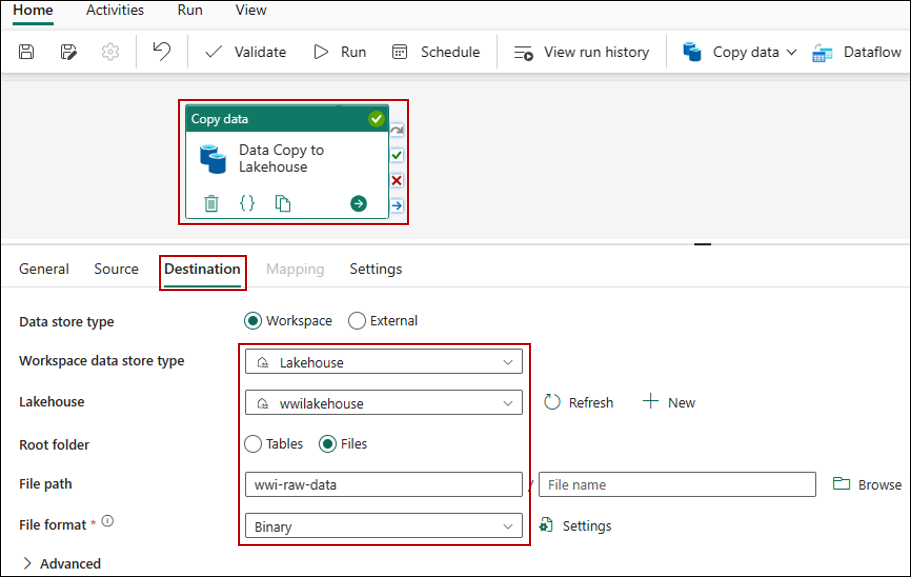 Home Activities Run View
Validate Run Schedule View run history Copy data Dataflow
Copy data
Data Copy to
Lakehouse
General Source Destination Mapping Settings
Data store type Workspace External
Workspace data store type Lakehouse
Lakehouse wwilakehouse Refresh New
Root folder Tables Files
File path wwi-raw-data / File name Browse
File format * Binary Settings
Advanced